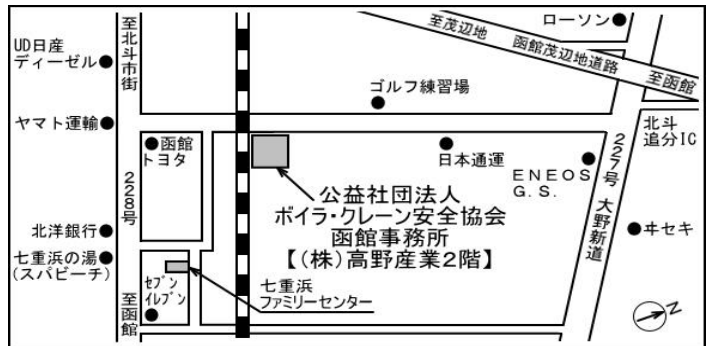 UD日産
ディーゼル
至北斗市街
ヤマト運輸
函館
トヨタ
228号
北洋銀行
七重浜の湯
(スパビーチ)
至函館
セブン
イレブン
七重浜
ファミリーセンター
ゴルフ練習場
日本通運
ENEOS
G.S.
公益社団法人
ボイラ・クレーン安全協会
函館事務所
【(株)高野産業2階】
ローソン
至茂辺地 函館茂辺地道路 至函館
北斗
追分IC
227号 大野新道
ヰセキ
N